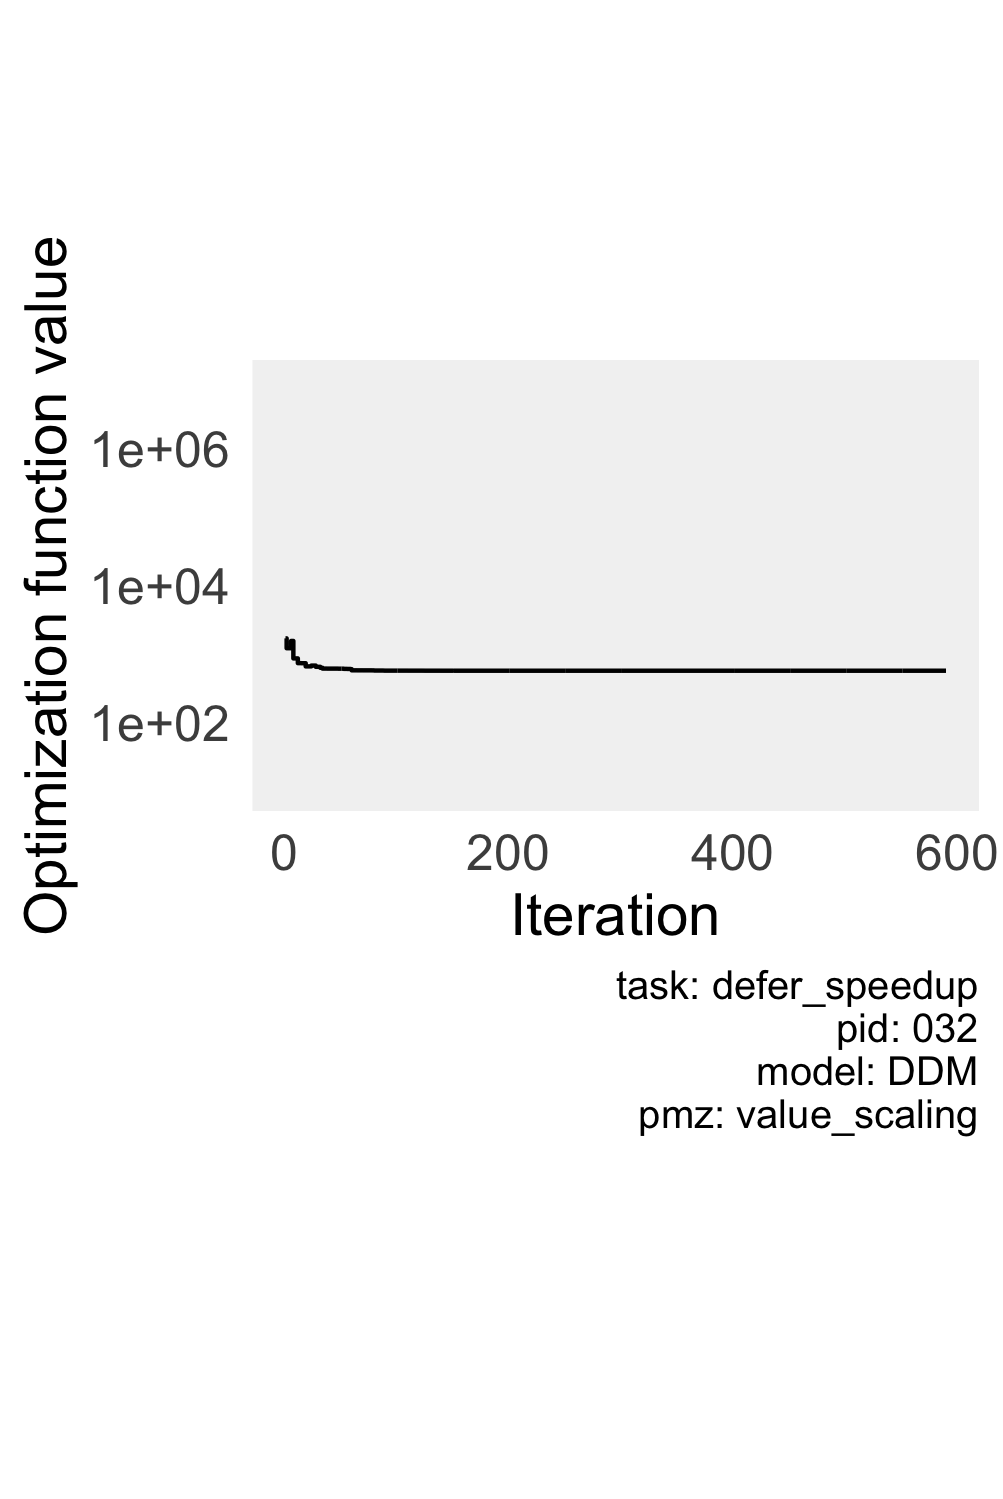 Optimization function value
1e+06
1e+04
1e+02
0 200 400 600
Iteration
task: defer_speedup
pid: 032
model: DDM
pmz: value_scaling